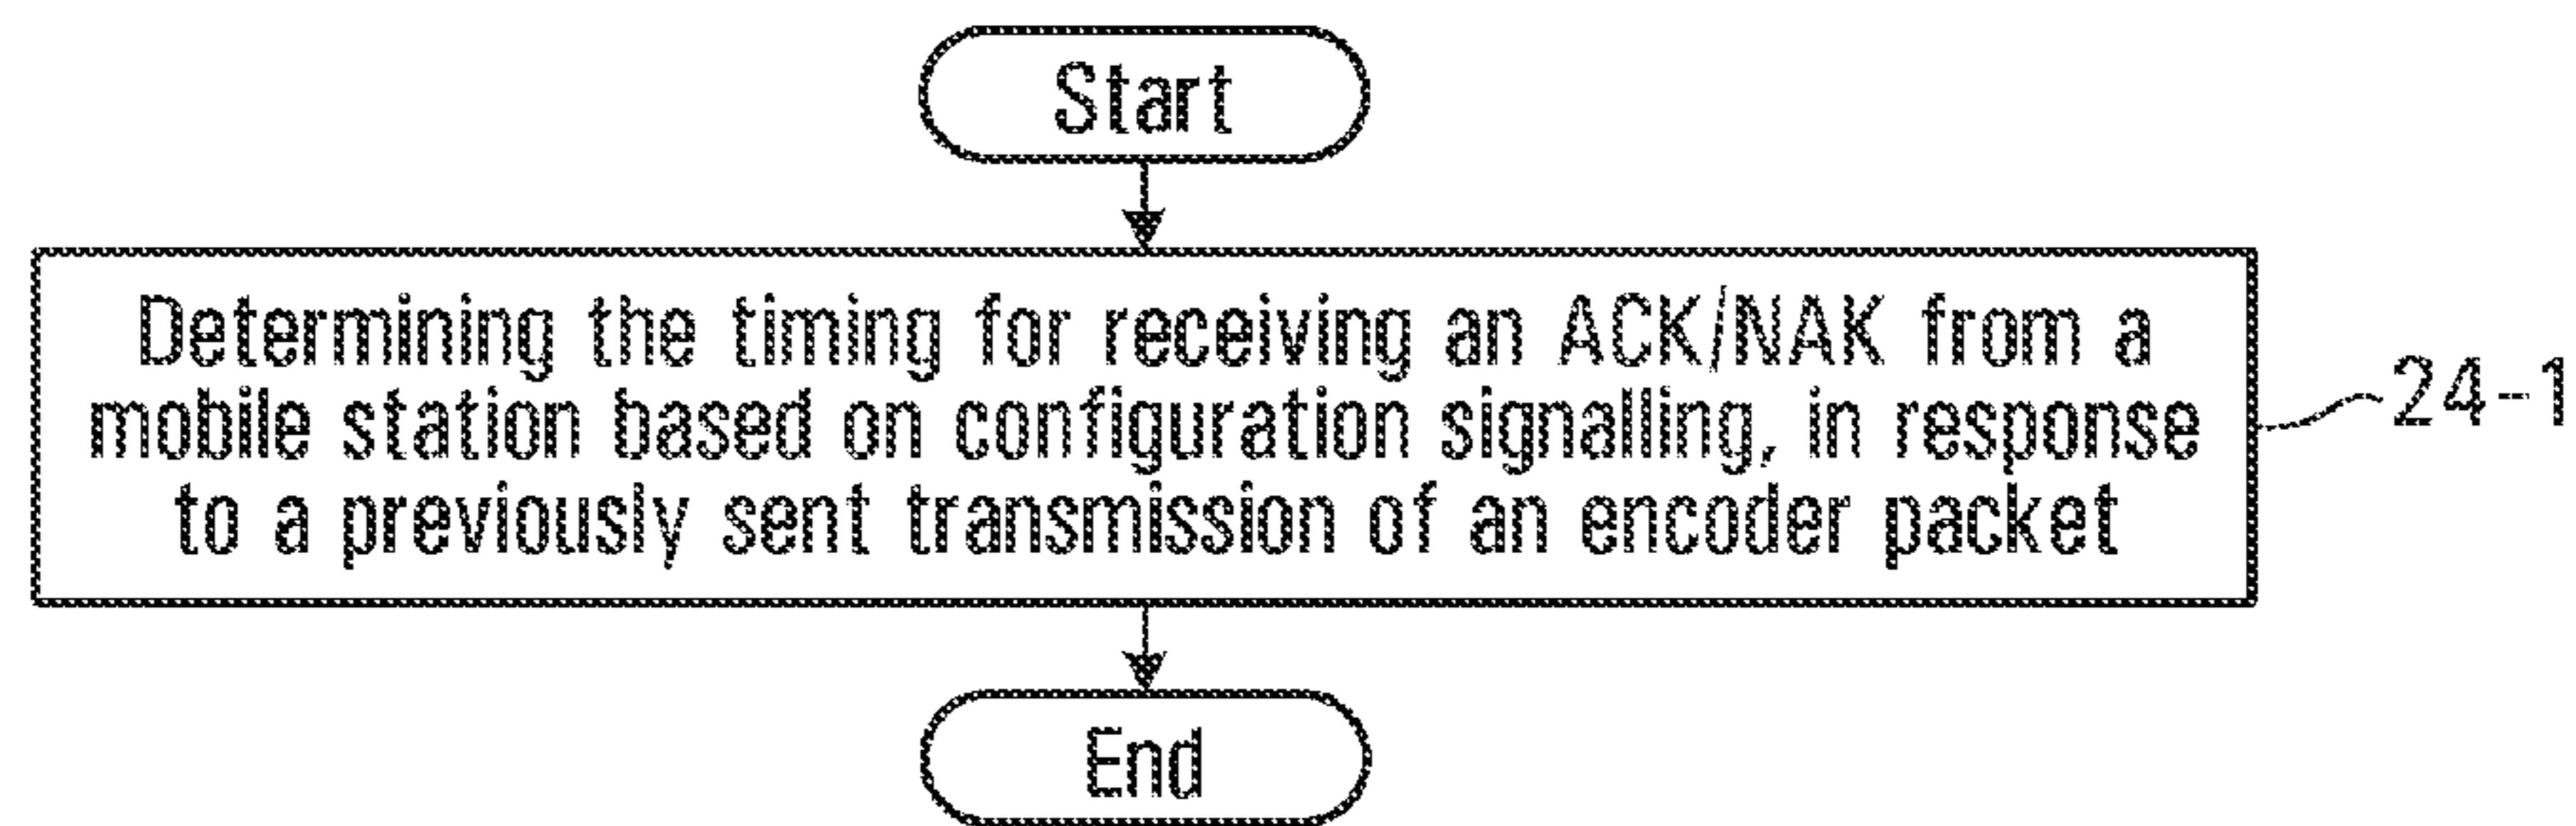 Start
Determining the timing for receiving an ACK/NAK from a
mobile station based on configuration signalling, in response
to a previously sent transmission of an encoder packet
24-1
End